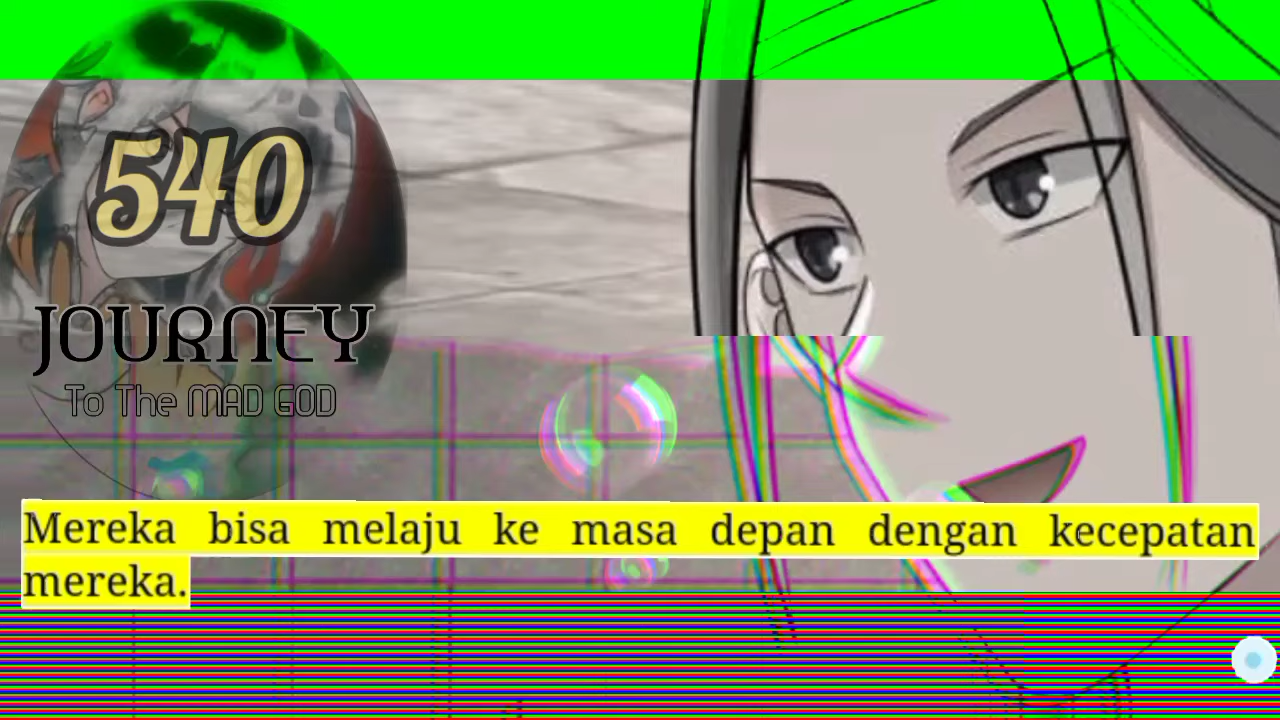 540
JOURNEY
To The MAD GOD
Mereka bisa melaju ke masa depan dengan kecepatan
mereka.